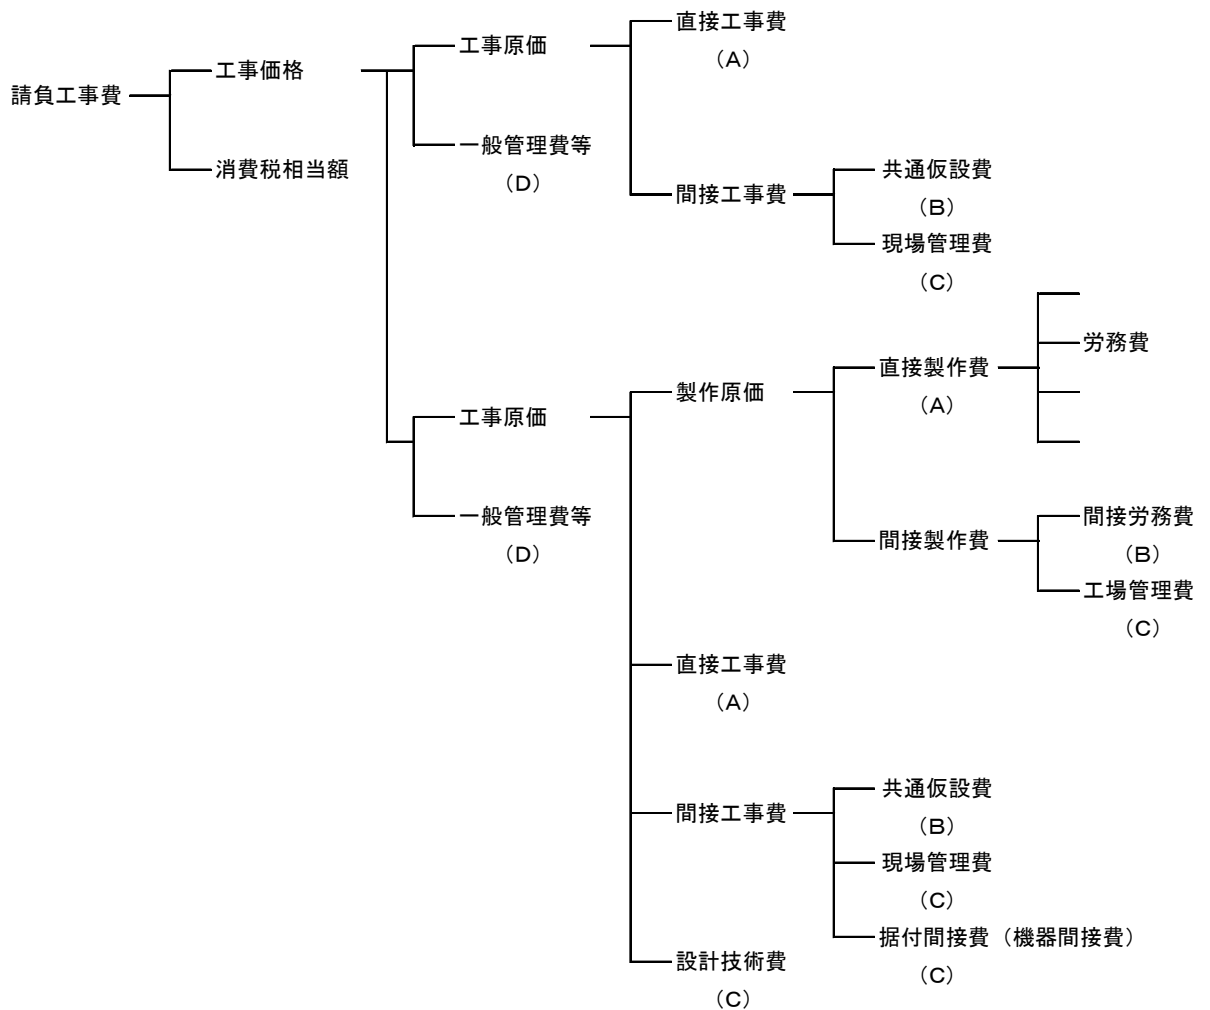 直接工事費
工事原価
（A）
工事価格
請負工事費
一般管理費等
消費税相当額
（D）
共通仮設費
間接工事費
（B）
現場管理費
（C）
労務費
直接製作費
製作原価
（A）
工事原価
一般管理費等
間接労務費
間接製作費
（D）
（B）
工場管理費
（C）
直接工事費
（A）
共通仮設費
間接工事費
（B）
現場管理費
（C）
据付間接費（機器間接費）
設計技術費
（C）
（C）